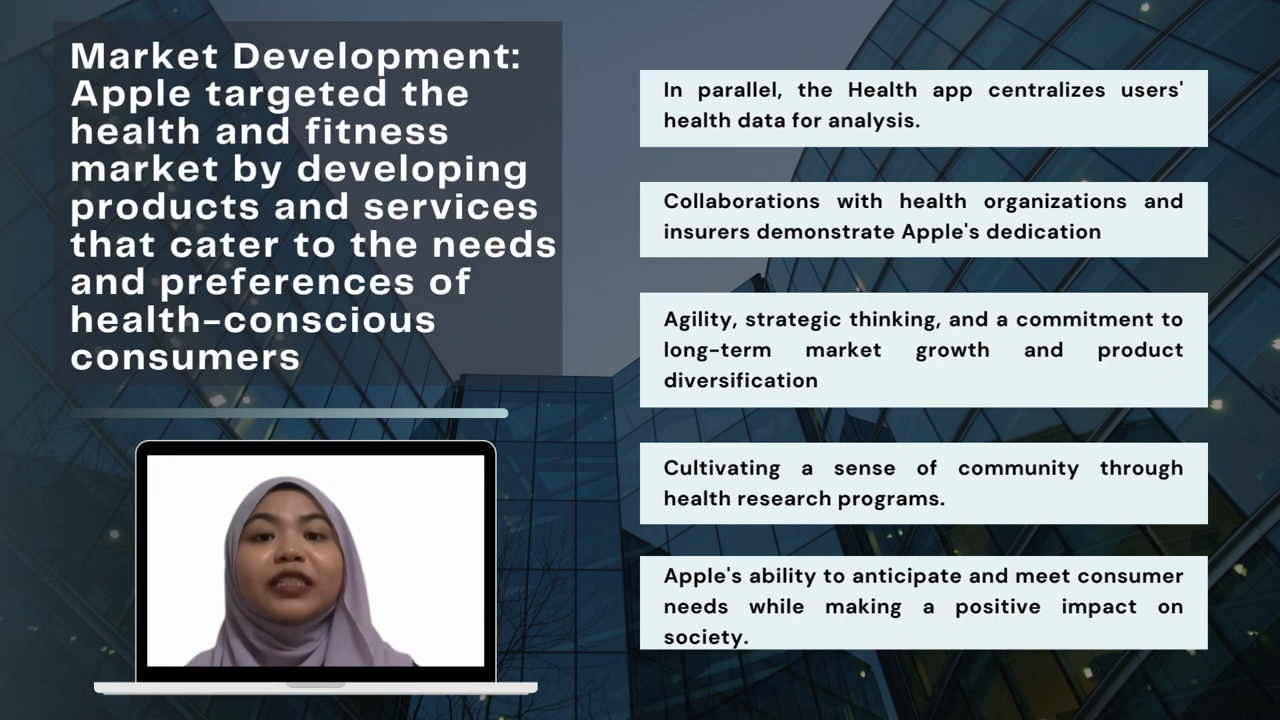 Market Development:
Apple targeted the
health and fitness
market by developing
products and services
that cater to the needs
and preferences of
health-conscious
consumers
In parallel, the Health app centralizes users'
health data for analysis.
Collaborations with health organizations and
insurers demonstrate Apple's dedication
Agility, strategic thinking, and a commitment to
long-term market growth and product
diversification
Cultivating a sense of community through
health research programs.
Apple's ability to anticipate and meet consumer
needs while making a positive impact on
society.